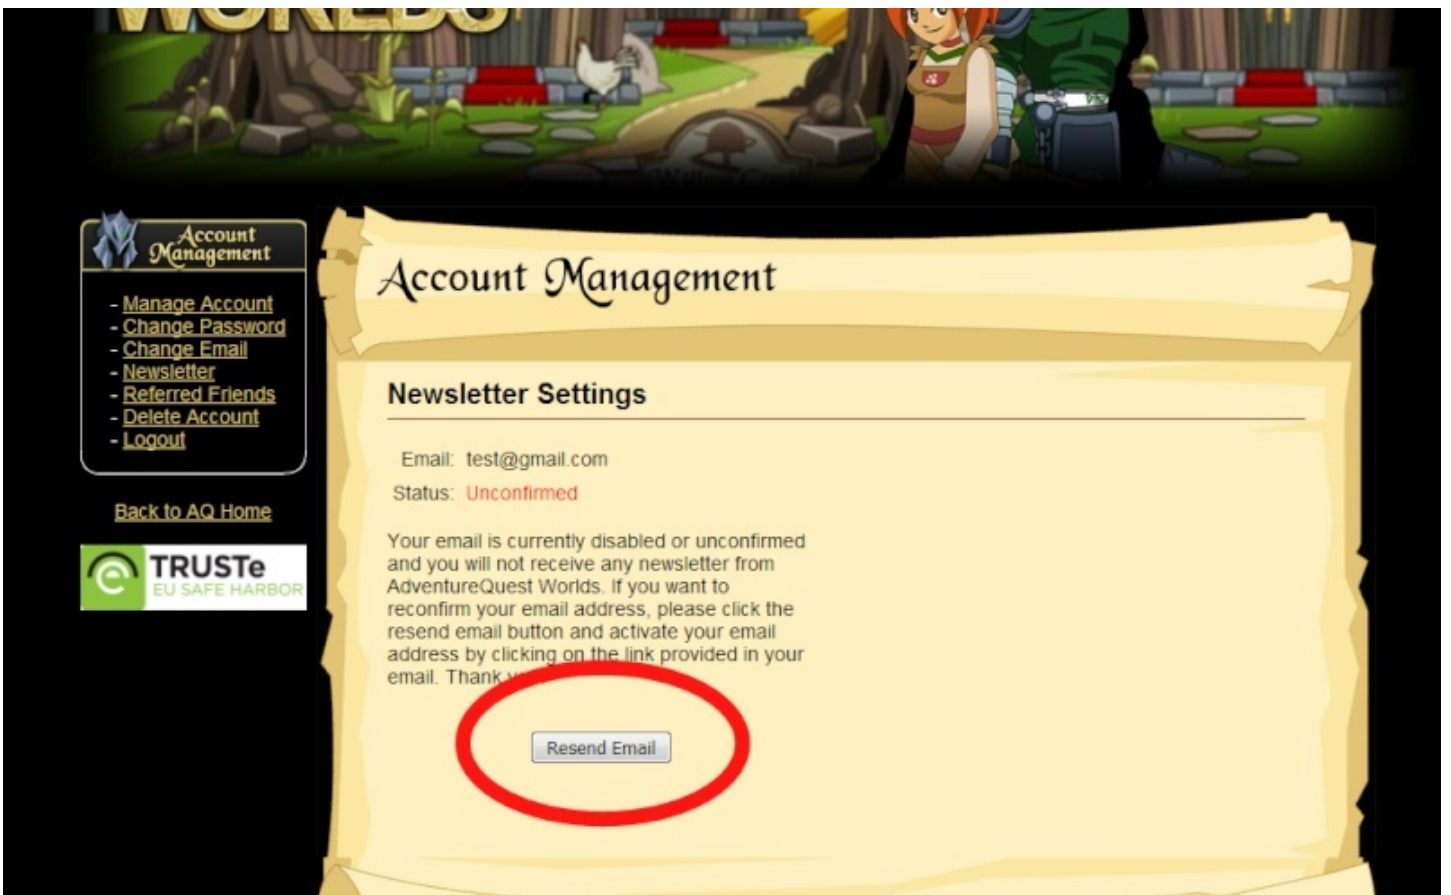 WORLDS
Account
Management
- Manage Account
- Change Password
- Change Email
- Newsletter
- Referred Friends
- Delete Account
- Logout
Back to AQ Home
TRUSTe
EU SAFE HARBOR
Account Management
Newsletter Settings
Email: test@gmail.com
Status: Unconfirmed
Your email is currently disabled or unconfirmed
and you will not receive any newsletter from
AdventureQuest Worlds. If you want to
reconfirm your email address, please click the
resend email button and activate your email
address by clicking on the link provided in your
email. Thank
Resend Email